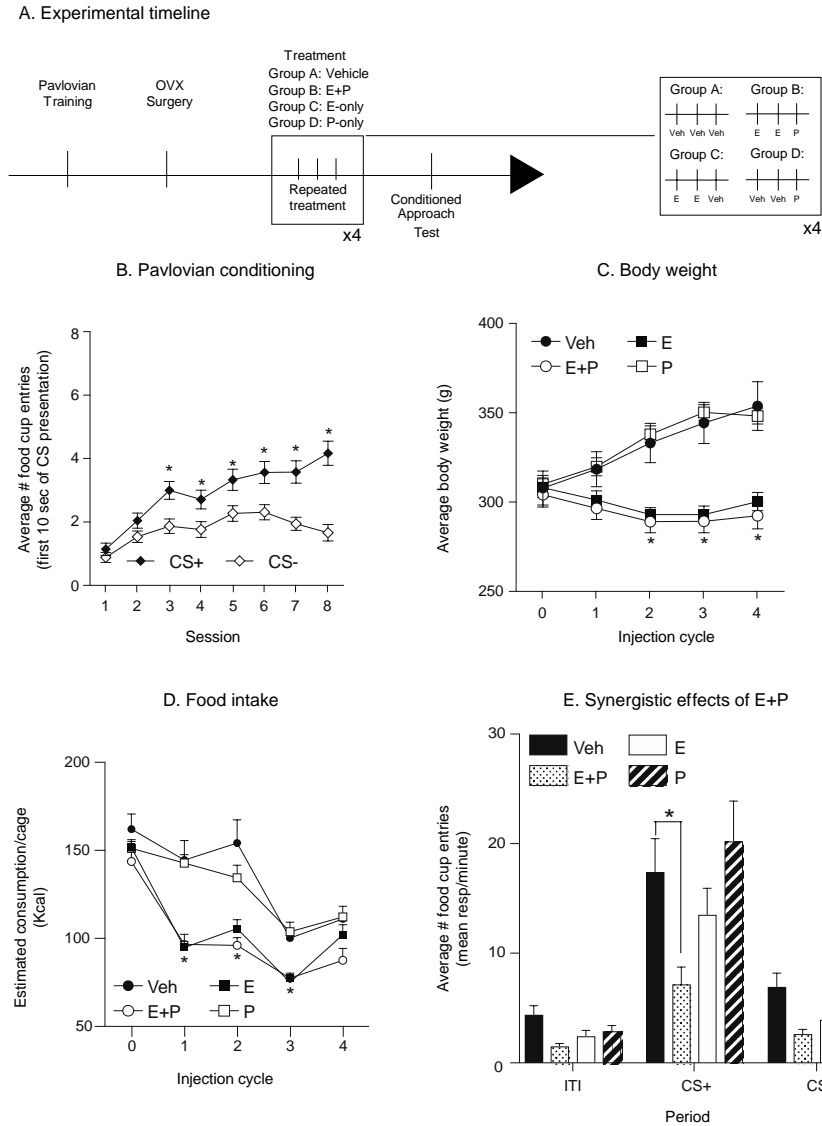 A. Experimental timeline
Pavlovian
Training
OVX
Surgery
Treatment
Group A: Vehicle
Group B: E+P
Group C: E-only
Group D: P-only
Repeated
treatment
x4
Conditioned
Approach
Test
Group A:
Group B:
Veh Veh Veh
E E P
Group C:
Group D:
E E Veh
Veh Veh P
x4
B. Pavlovian conditioning
Average # food cup entries
(first 10 sec of CS presentation)
8
6
4
2
0
* * * * * *
CS+ CS-
1 2 3 4 5 6 7 8
Session
C. Body weight
Average body weight (g)
400
350
300
250
Veh E
E+P P
* * *
0 1 2 3 4
Injection cycle
D. Food intake
Estimated consumption/cage
(Kcal)
200
150
100
50
* * *
Veh E
E+P P
0 1 2 3 4
Injection cycle
E. Synergistic effects of E+P
Average # food cup entries
(mean resp/minute)
30
20
10
0
Veh E
E+P P
*
ITI CS+ CS
Period